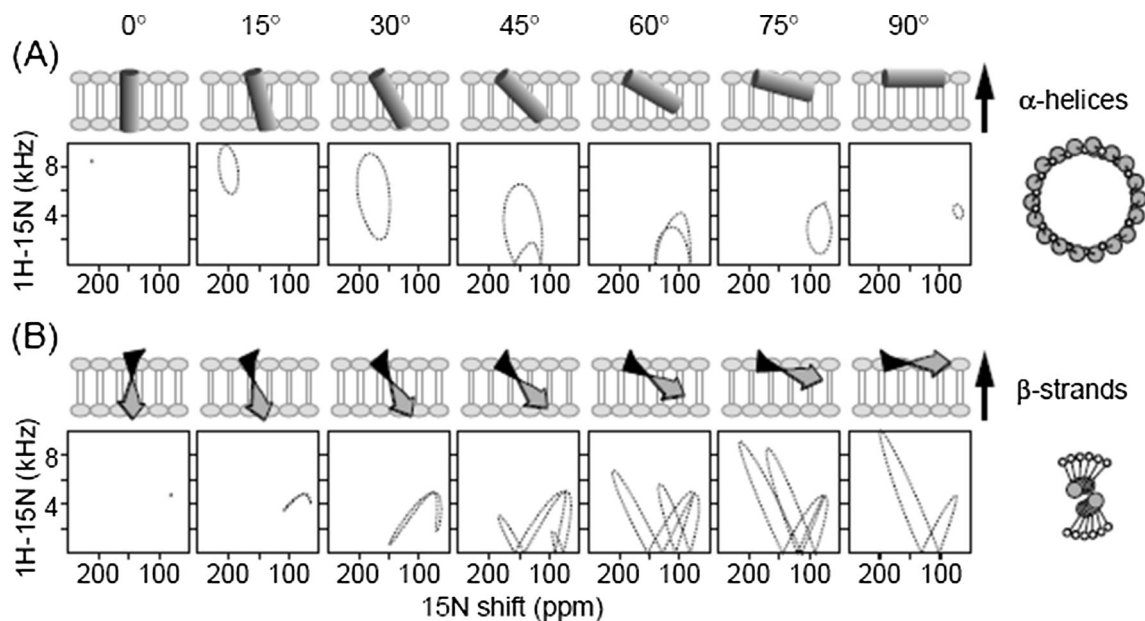 0° 15° 30° 45° 60° 75° 90°
(A)
α-helices
1H-15N (kHz)
8
4
200 100 200 100 200 100 200 100 200 100 200 100 200 100
(B)
β-strands
1H-15N (kHz)
8
4
200 100 200 100 200 100 200 100 200 100 200 100 200 100
15N shift (ppm)